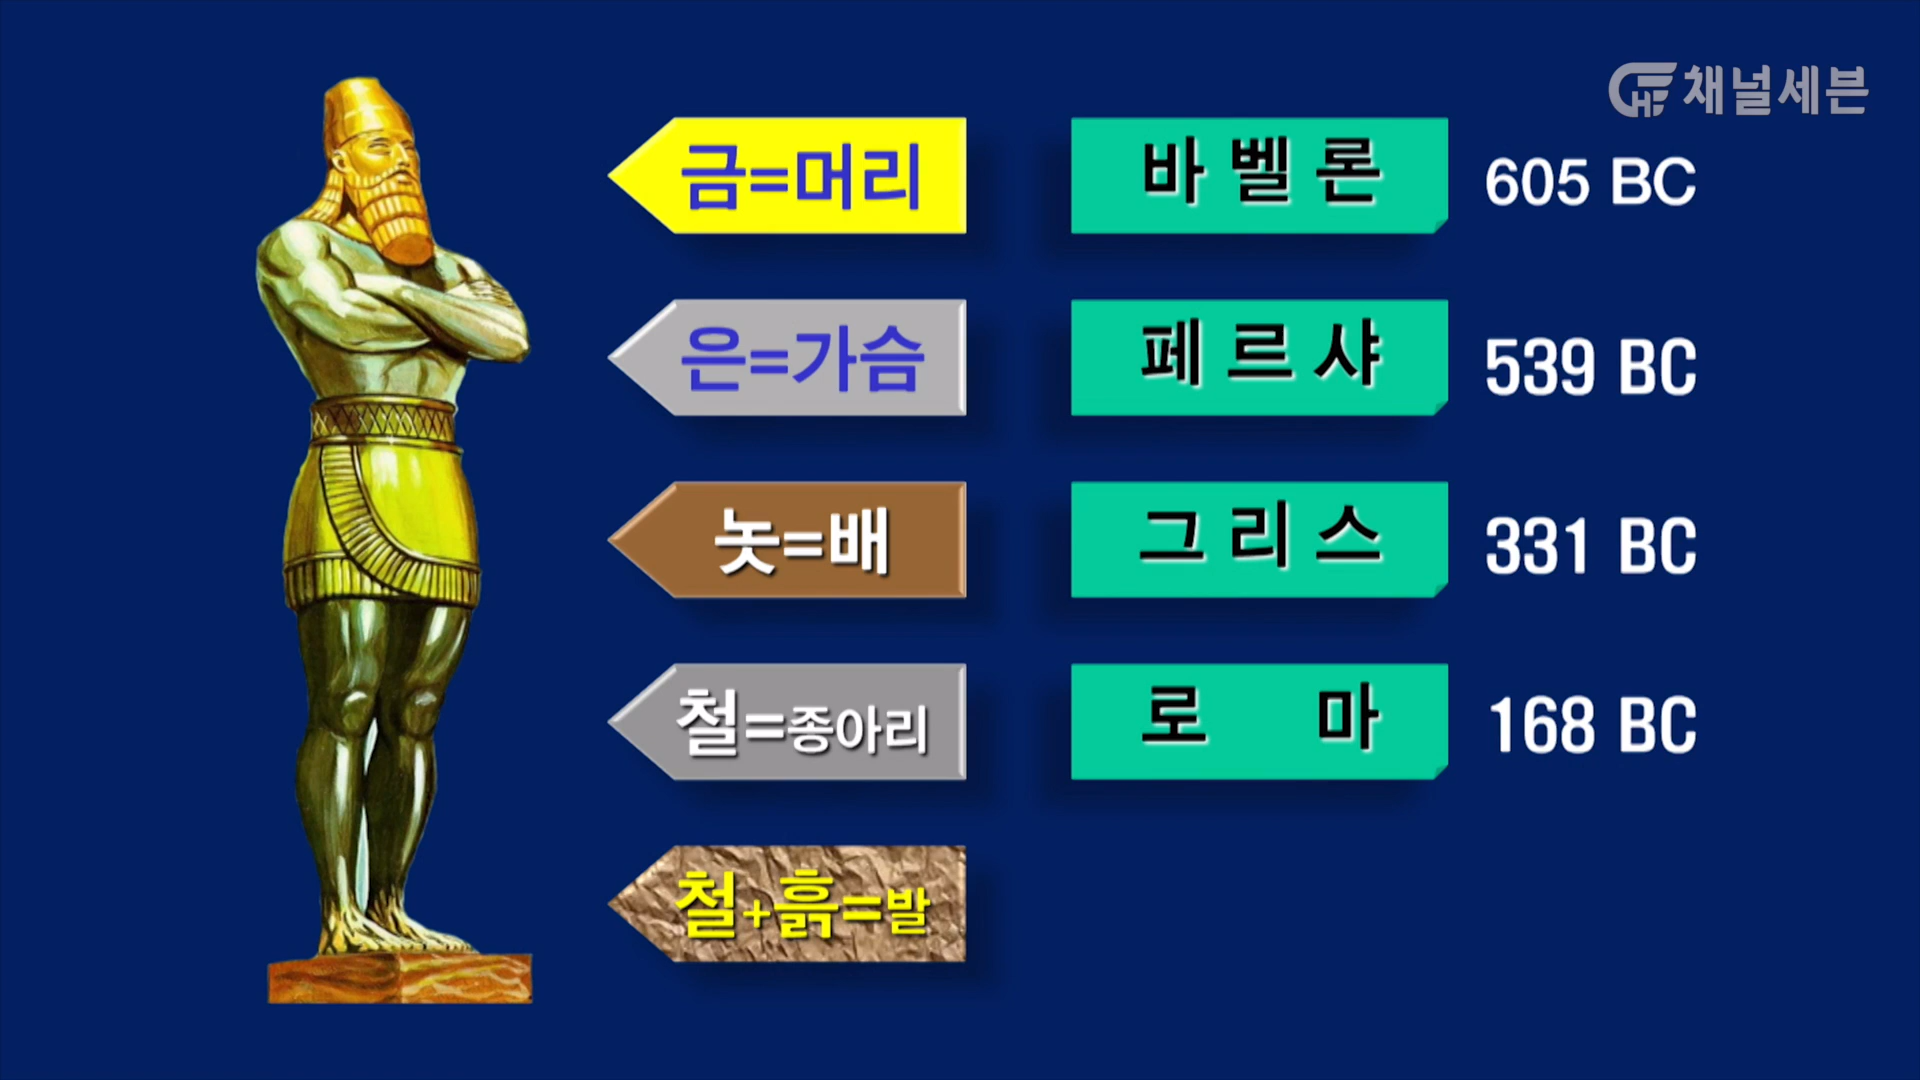 채널세븐
금=머리 바벨론 605 BC
은=가슴 페르샤 539 BC
놋=배 그리스 331 BC
철=종아리 로마 168 BC
철+흙=발